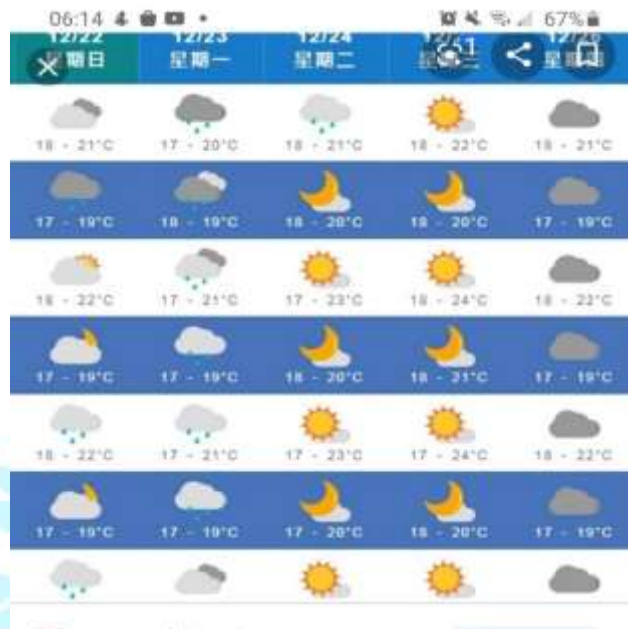 06:14 67%
12/22 12/23 12/24 12/26
期日 星期一 星期二 星
18 - 21°C 17 - 20°C 18 - 21°C 18 - 22°C 18 - 21°C
17 - 19°C 18 - 19°C 18 - 20°C 18 - 20°C 17 - 19°C
18 - 22°C 17 - 21°C 17 - 23°C 18 - 24°C 18 - 22°C
17 - 19°C 17 - 19°C 18 - 20°C 18 - 21°C 17 - 19°C
18 - 22°C 17 - 21°C 17 - 23°C 17 - 24°C 18 - 22°C
17 - 19°C 17 - 19°C 17 - 20°C 18 - 20°C 17 - 19°C